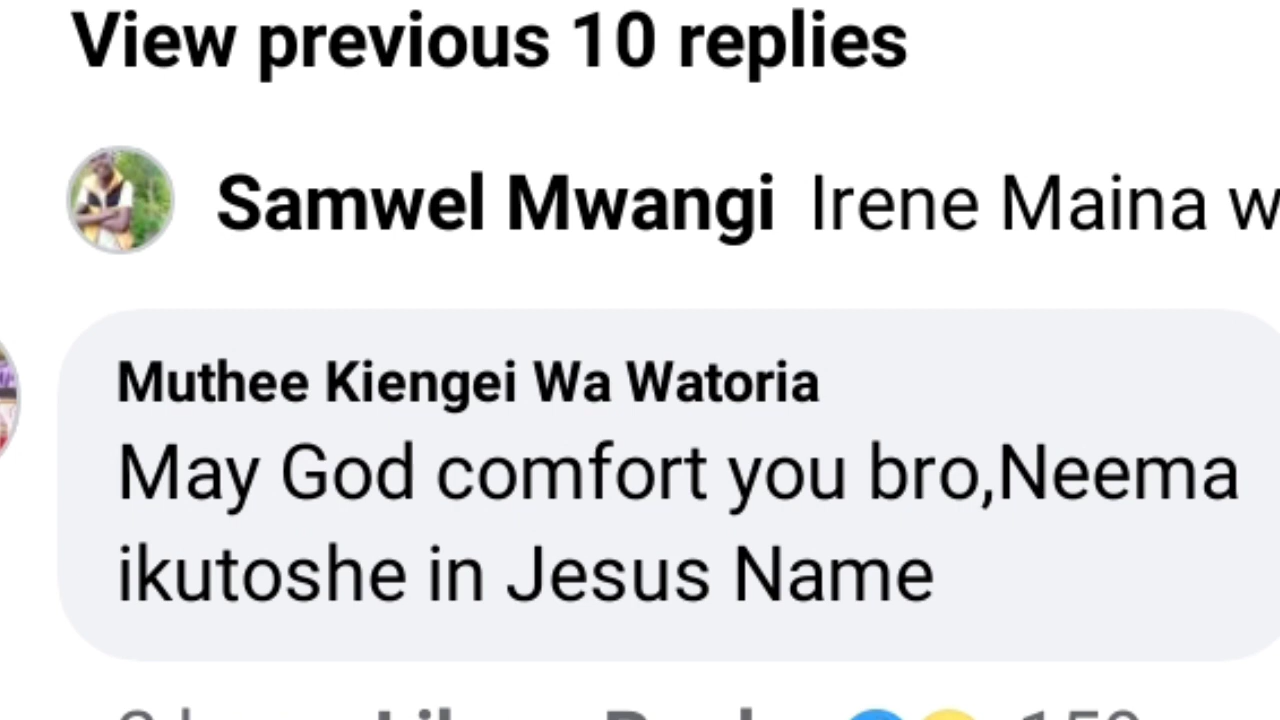 View previous 10 replies
Samwel Mwangi Irene Maina
Muthee Kiengei Wa Watoria
May God comfort you bro,Neema
ikutoshe in Jesus Name